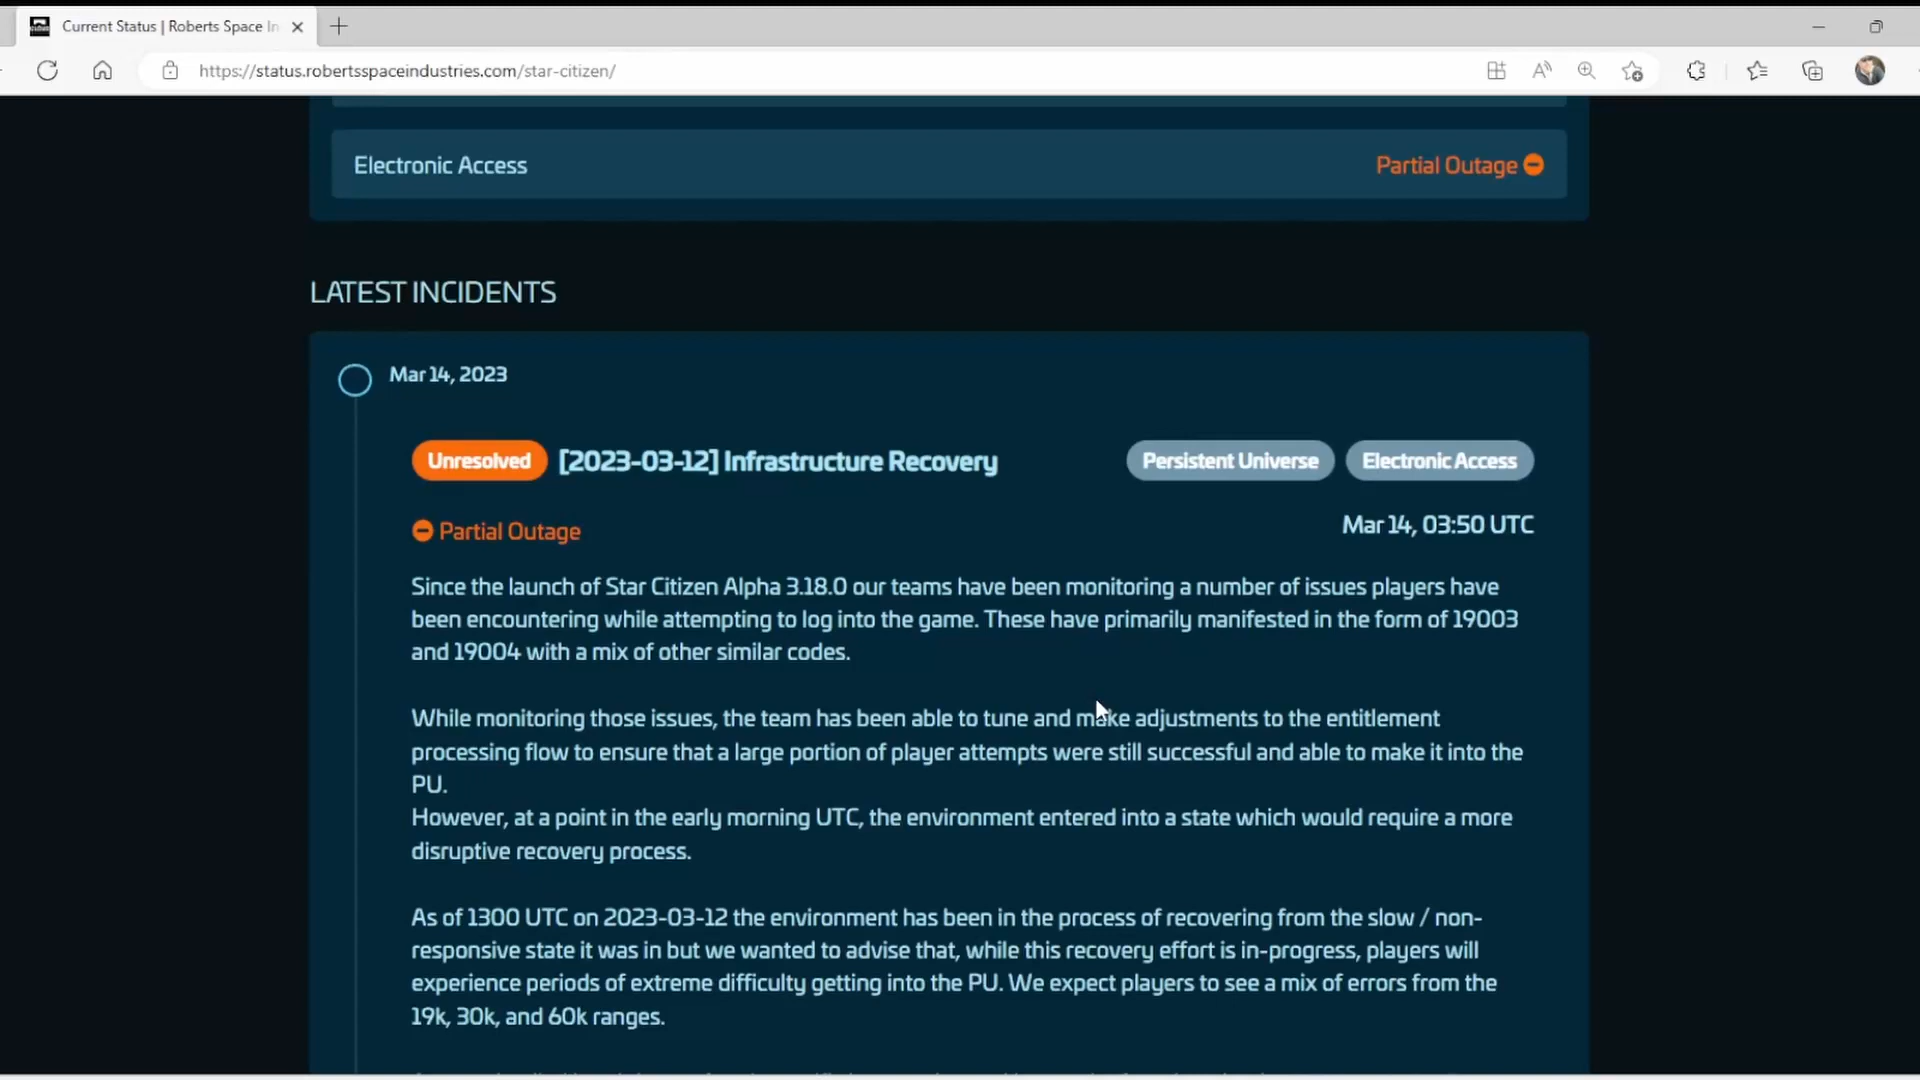 Current Status | Roberts Space In
https://status.robertsspaceindustries.com/star-citizen/
Electronic Access
Partial Outage
LATEST INCIDENTS
Mar 14, 2023
Unresolved
[2023-03-12] Infrastructure Recovery
Persistent Universe
Electronic Access
Partial Outage
Mar 14, 03:50 UTC
Since the launch of Star Citizen Alpha 3.18.0 our teams have been monitoring a number of issues players have
been encountering while attempting to log into the game. These have primarily manifested in the form of 19003
and 19004 with a mix of other similar codes.
While monitoring those issues, the team has been able to tune and make adjustments to the entitlement
processing flow to ensure that a large portion of player attempts were still successful and able to make it into the
PU.
However, at a point in the early morning UTC, the environment entered into a state which would require a more
disruptive recovery process.
As of 1300 UTC on 2023-03-12 the environment has been in the process of recovering from the slow / non-
responsive state it was in but we wanted to advise that, while this recovery effort is in-progress, players will
experience periods of extreme difficulty getting into the PU. We expect players to see a mix of errors from the
19k, 30k, and 60k ranges.